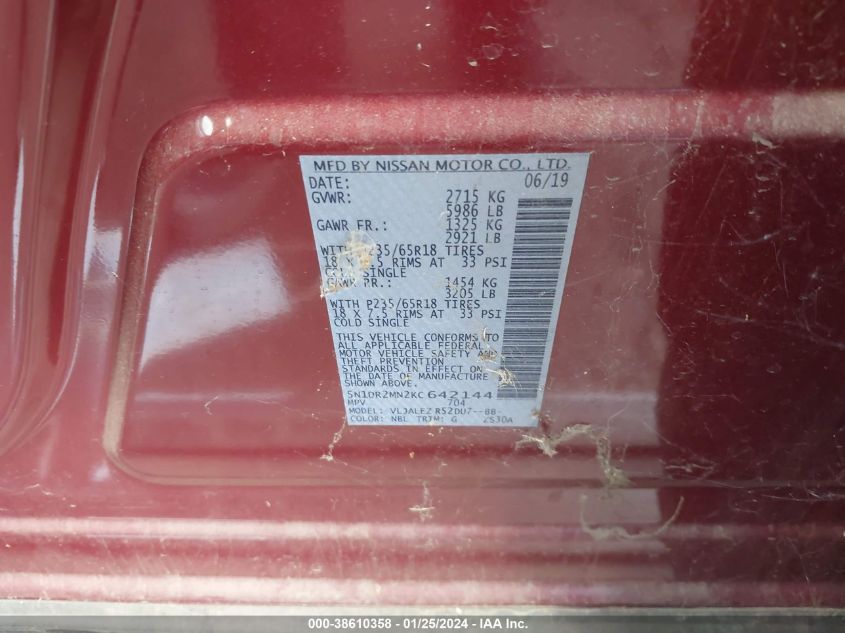 MFD BY NISSAN MOTOR CO., LTD.
DATE: 06/19
GVWR: 2715 KG
5986 LB
GAWR FR.: 1325 KG
2921 LB
WITH P235/65R18 TIRES
18 X 7.5 RIMS AT 33 PSI
COLD SINGLE
GAWR RR.: 1454 KG
3205 LB
WITH P235/65R18 TIRES
18 X 7.5 RIMS AT 33 PSI
COLD SINGLE
THIS VEHICLE CONFORMS TO
ALL APPLICABLE FEDERAL
MOTOR VEHICLE SAFETY AND
THEFT PREVENTION
STANDARDS IN EFFECT ON
THE DATE OF MANUFACTURE
5N1DR2MN2KC642144
MPV 704
MODEL:
COLOR: NBL TRIM: G
000-38610358 - 01/25/2024 - IAA Inc.